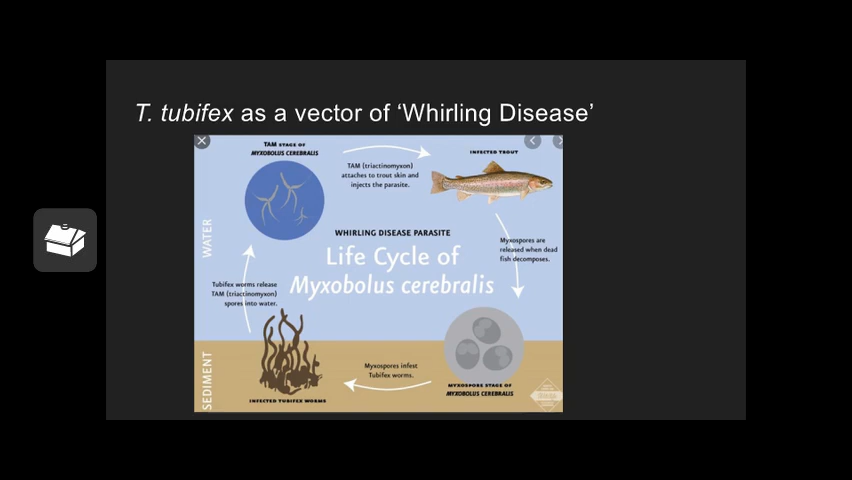 T. tubifex as a vector of ‘Whirling Disease’
TAM STAGE OF
MYXOBOLUS CEREBRALIS
TAM (triactinomyxon)
attaches to trout skin and
injects the parasite.
INFECTED TROUT
WATER
WHIRLING DISEASE PARASITE
Life Cycle of
Myxobolus cerebralis
Myxospores are
released when dead
fish decomposes.
Tubifex worms release
TAM (triactinomyxon)
spores into water.
SEDIMENT
Myxospores infest
Tubifex worms.
MYXOSPORE STAGE OF
MYXOBOLUS CEREBRALIS
INFECTED TUBIFEX WORMS